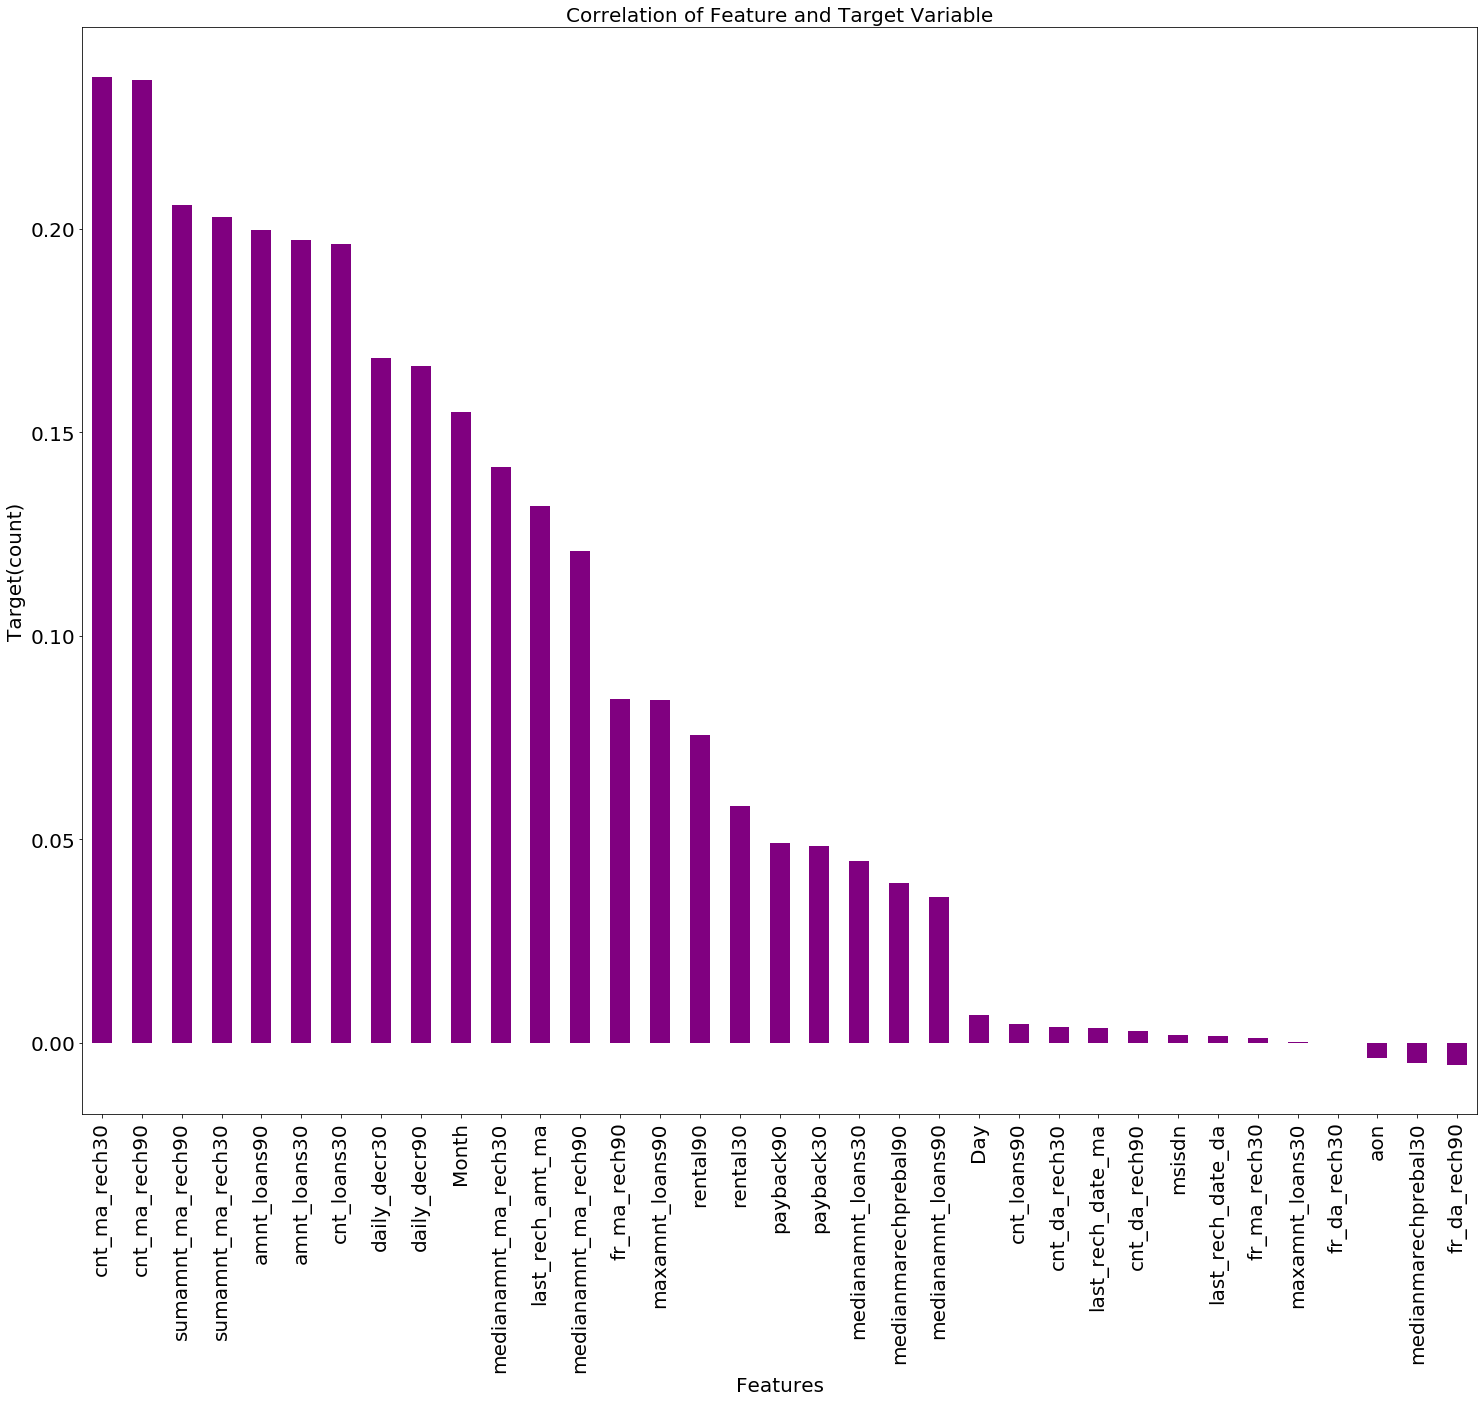 Correlation of Feature and Target Variable
Target(count)
0.20
0.15
0.10
0.05
0.00
cnt_ma_rech30
cnt_ma_rech90
sumamnt_ma_rech90
sumamnt_ma_rech30
amnt_loans90
amnt_loans30
cnt_loans30
daily_decr30
daily_decr90
Month
medianamnt_ma_rech30
last_rech_amt_ma
medianamnt_ma_rech90
fr_ma_rech90
maxamnt_loans90
rental90
rental30
payback90
payback30
medianamnt_loans30
medianmarechprebal90
medianamnt_loans90
Day
cnt_loans90
cnt_da_rech30
last_rech_date_ma
cnt_da_rech90
msisdn
last_rech_date_da
fr_ma_rech30
maxamnt_loans30
fr_da_rech30
aon
medianmarechprebal30
fr_da_rech90
Features